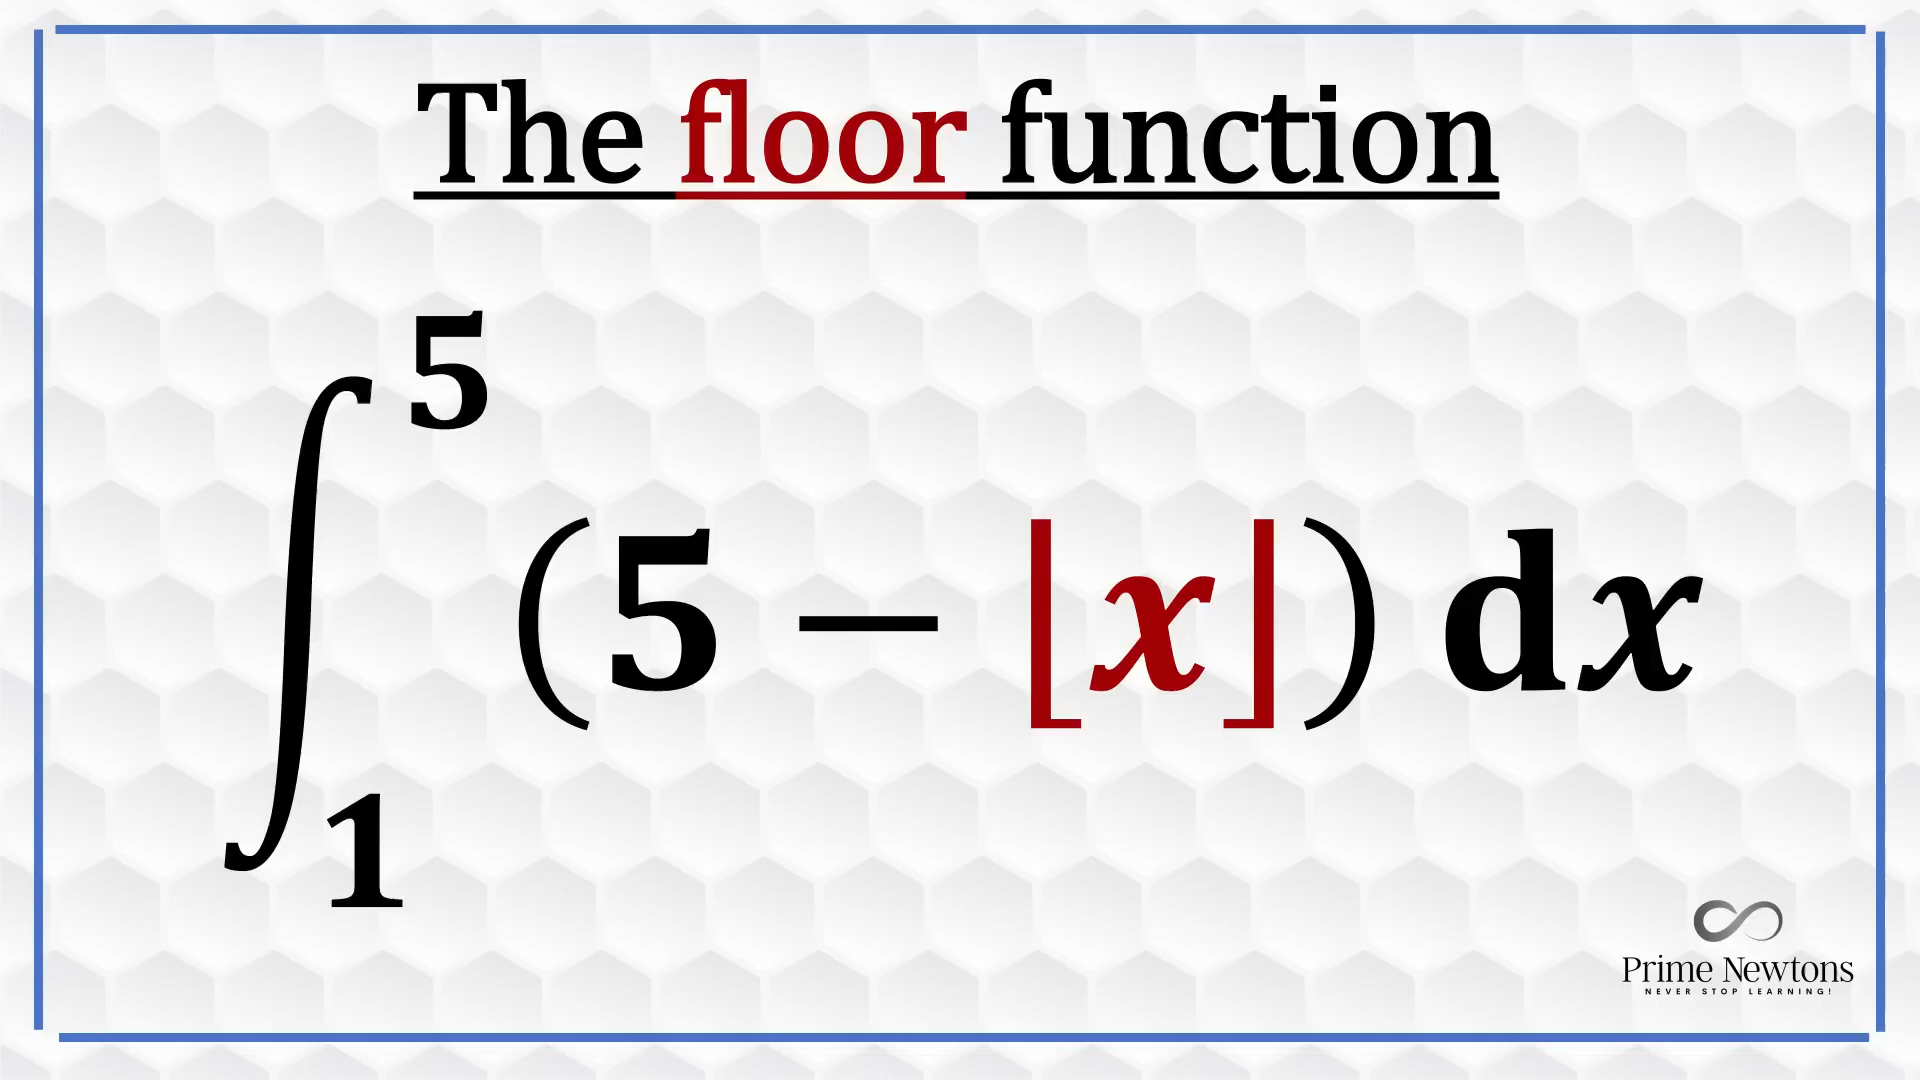 The floor function
∫₁⁵ (5 − ⌊x⌋) dx
Prime Newtons
NEVER STOP LEARNING!